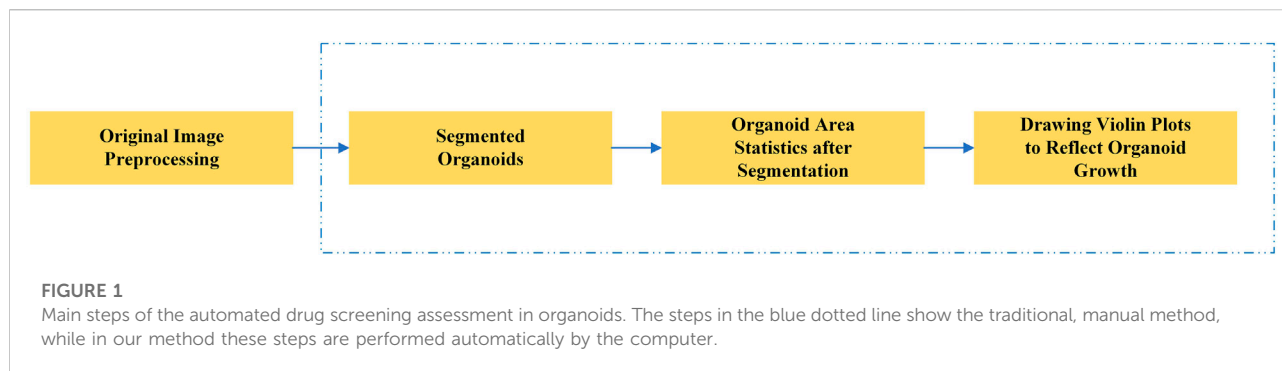 Original Image
Preprocessing
Segmented
Organoids
Organoid Area
Statistics after
Segmentation
Drawing Violin Plots
to Reflect Organoid
Growth
FIGURE 1
Main steps of the automated drug screening assessment in organoids. The steps in the blue dotted line show the traditional, manual method,
while in our method these steps are performed automatically by the computer.